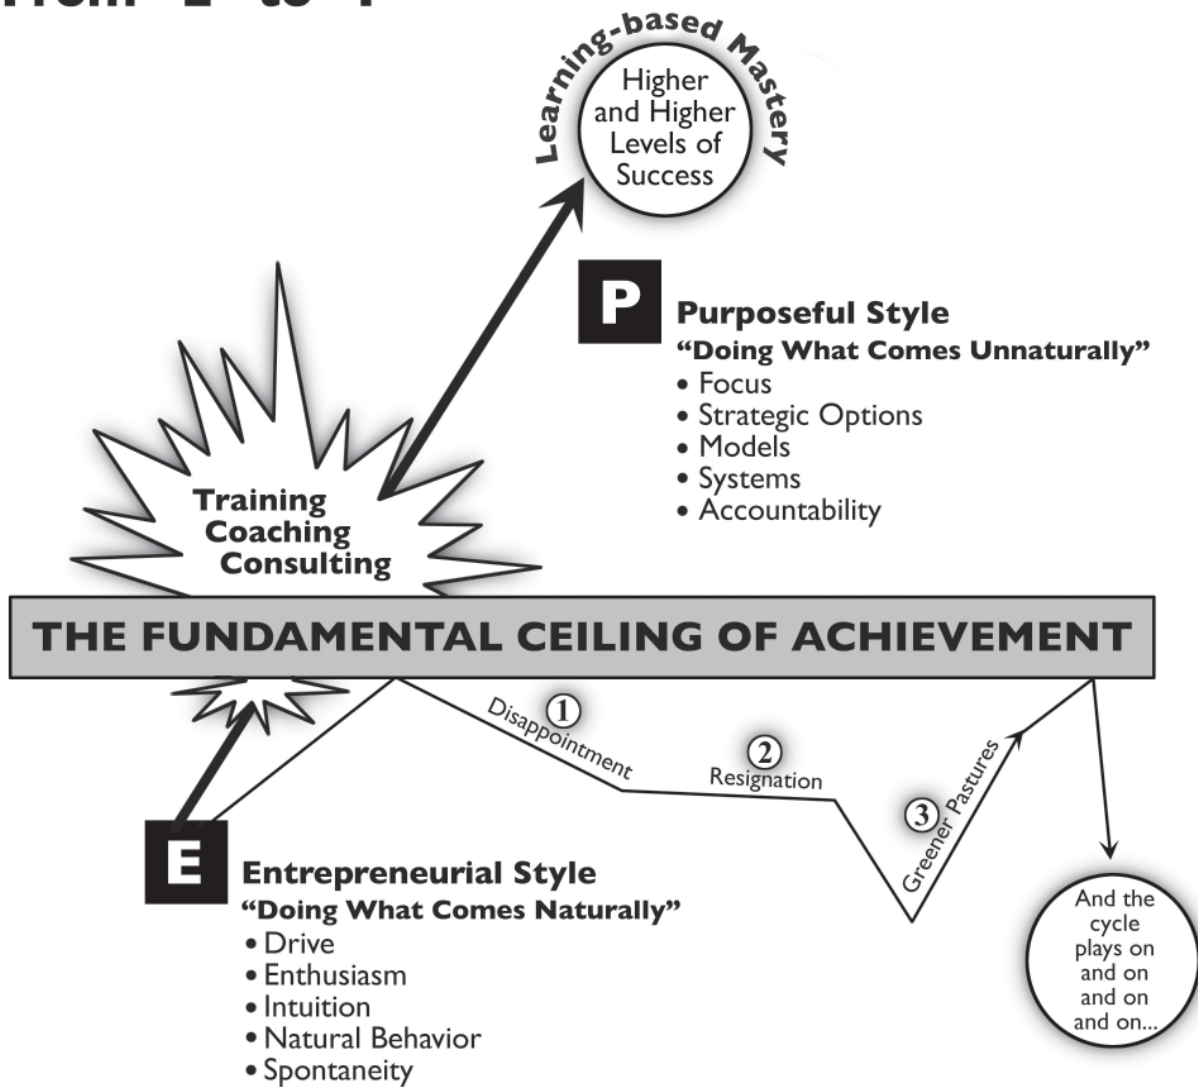 From "E" to "P"
Learning-based Mastery
Higher
and Higher
Levels of
Success
P
Purposeful Style
“Doing What Comes Unnaturally”
• Focus
• Strategic Options
• Models
• Systems
• Accountability
Training
Coaching
Consulting
THE FUNDAMENTAL CEILING OF ACHIEVEMENT
1
Disappointment
2
Resignation
3
Greener Pastures
E
Entrepreneurial Style
“Doing What Comes Naturally”
• Drive
• Enthusiasm
• Intuition
• Natural Behavior
• Spontaneity
And the
cycle
plays on
and on
and on
and on...